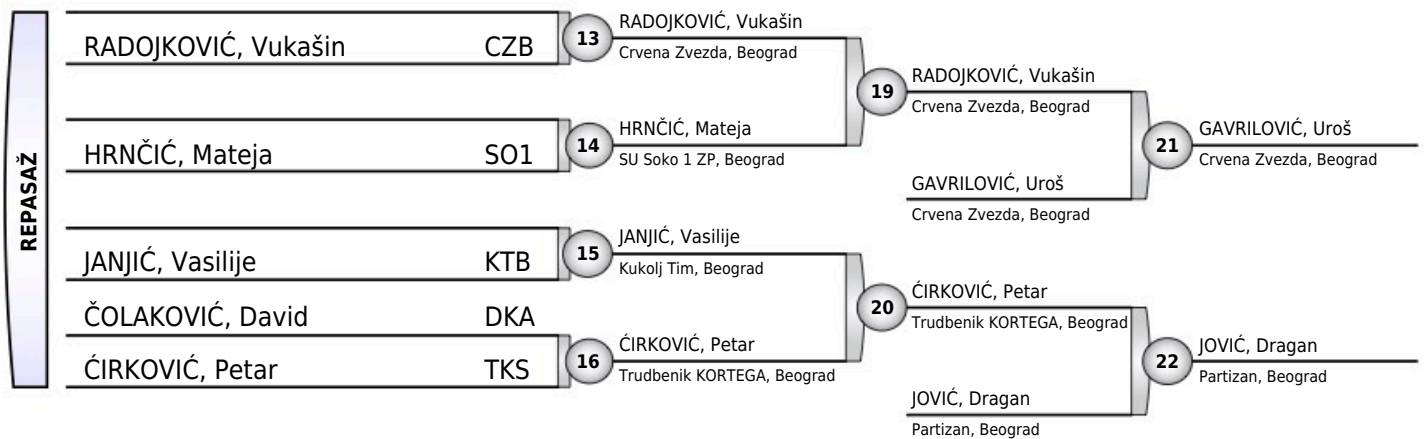 REPASAŽ
RADOJKOVIĆ, Vukašin CZB
HRNČIĆ, Mateja SO1
JANJIĆ, Vasilije KTB
ČOLAKOVIĆ, David DKA
ĆIRKOVIĆ, Petar TKS
13
RADOJKOVIĆ, Vukašin
Crvena Zvezda, Beograd
14
HRNČIĆ, Mateja
SU Soko 1 ZP, Beograd
15
JANJIĆ, Vasilije
Kukolj Tim, Beograd
16
ĆIRKOVIĆ, Petar
Trudbenik KORTEGA, Beograd
19
RADOJKOVIĆ, Vukašin
Crvena Zvezda, Beograd
GAVRILOVIĆ, Uroš
Crvena Zvezda, Beograd
20
ĆIRKOVIĆ, Petar
Trudbenik KORTEGA, Beograd
JOVIĆ, Dragan
Partizan, Beograd
21
GAVRILOVIĆ, Uroš
Crvena Zvezda, Beograd
22
JOVIĆ, Dragan
Partizan, Beograd